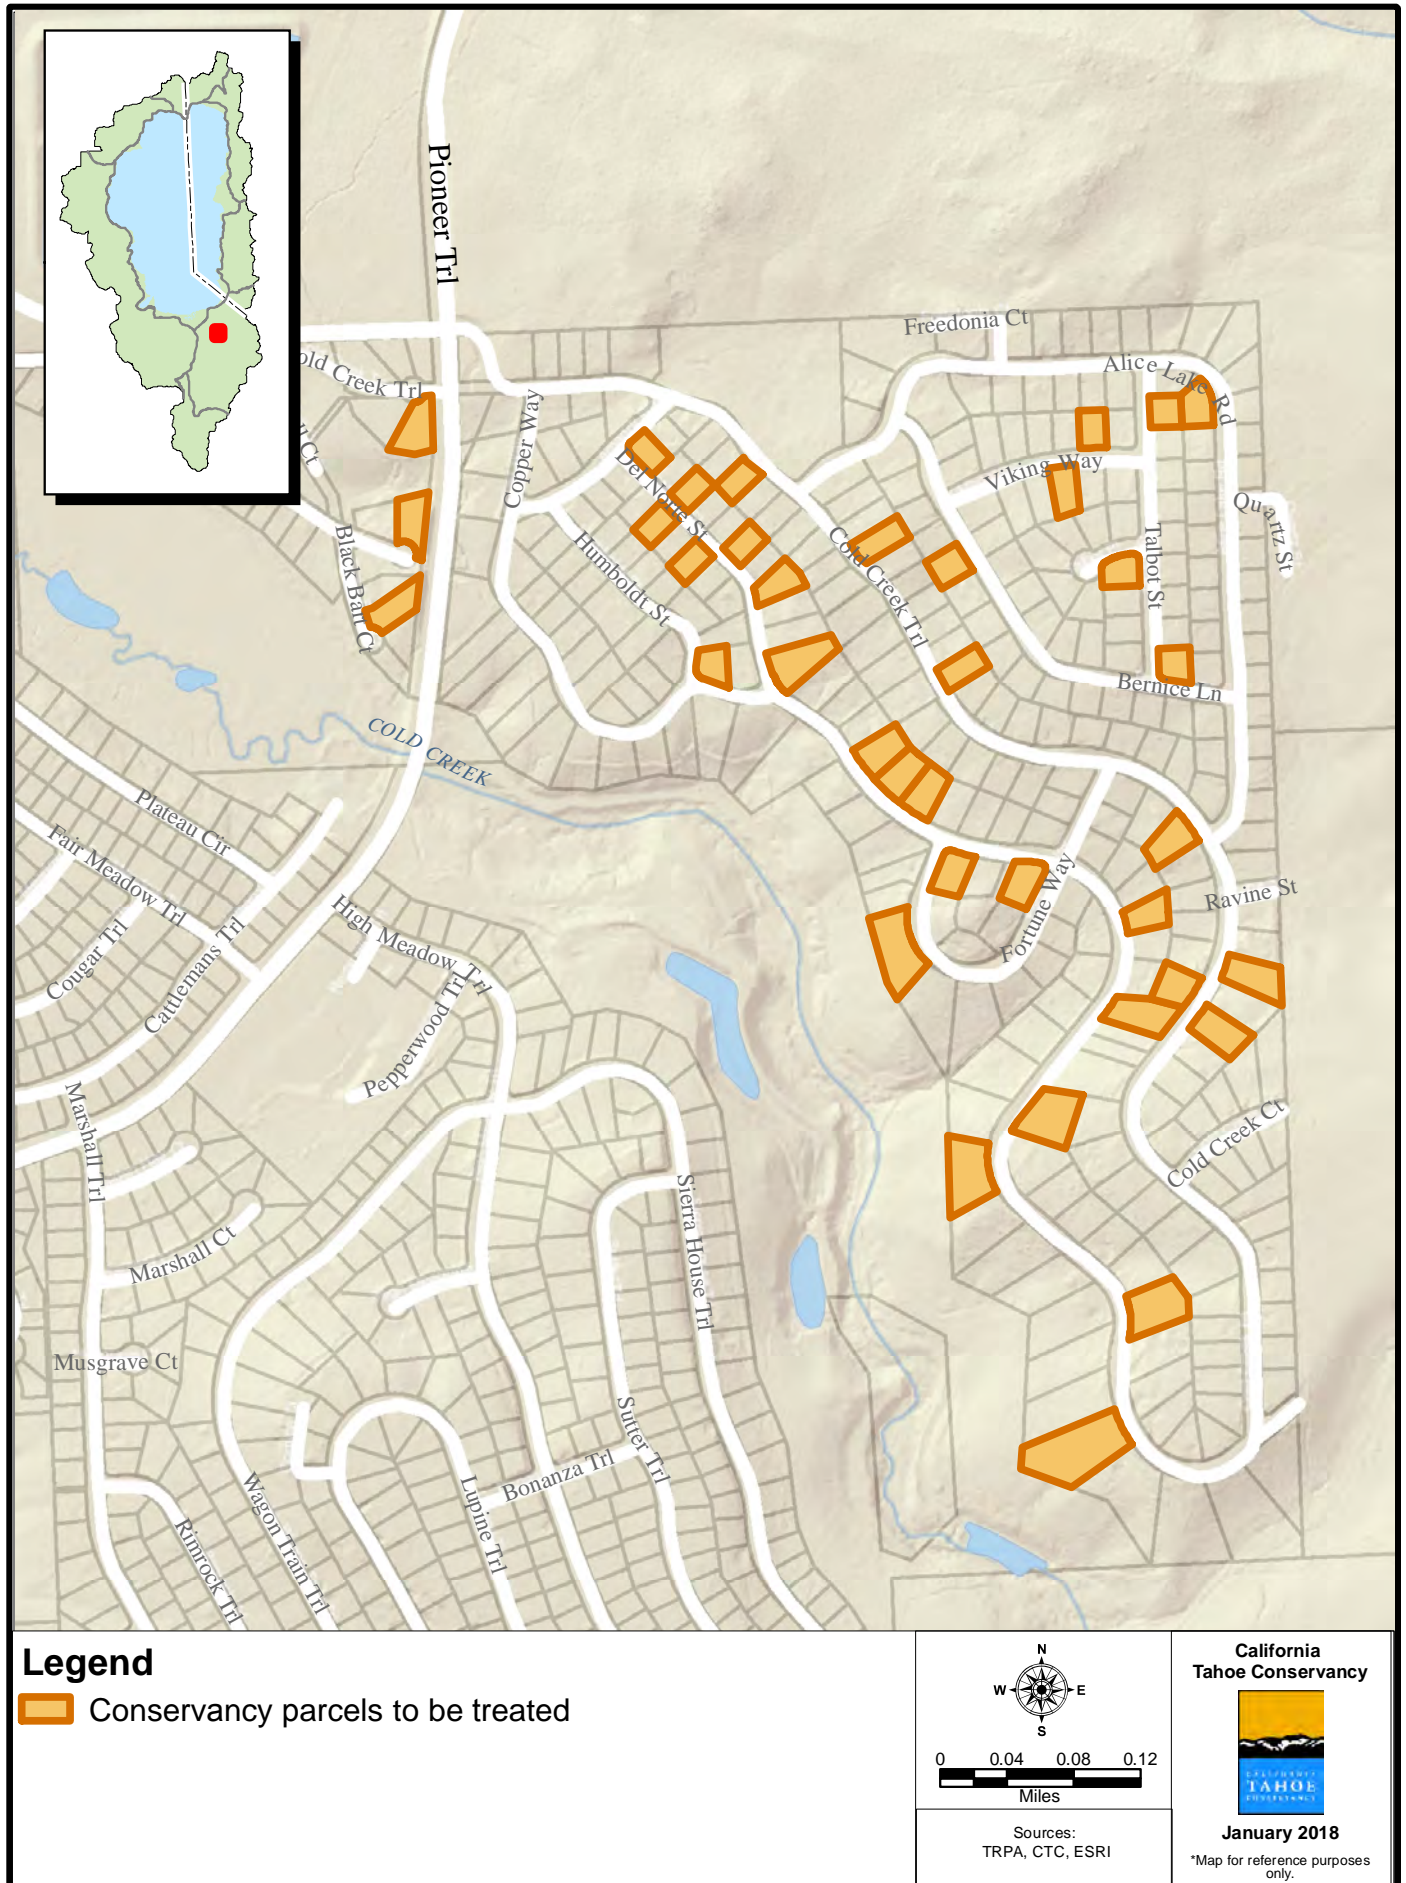 Pioneer Trl
Freedonia Ct
old Creek Trl
Alice Lake Rd
ll Ct
Copper Way
Del Norte St
Viking Way
Quartz St
Black Bart Ct
Humboldt St
Cold Creek Trl
Talbot St
Bernice Ln
COLD CREEK
Plateau Cir
Fair Meadow Trl
Fortune Way
Ravine St
High Meadow Trl
Cougar Trl
Cattlemans Trl
Pepperwood Trl
Marshall Trl
Cold Creek Ct
Sierra House Trl
Marshall Ct
Musgrave Ct
Sutter Trl
Bonanza Trl
Wagon Train Trl
Lupine Trl
Rimrock Trl
Legend
Conservancy parcels to be treated
N
W E
S
0 0.04 0.08 0.12
Miles
Sources:
TRPA, CTC, ESRI
California
Tahoe Conservancy
CALIFORNIA
TAHOE
CONSERVANCY
January 2018
*Map for reference purposes
only.